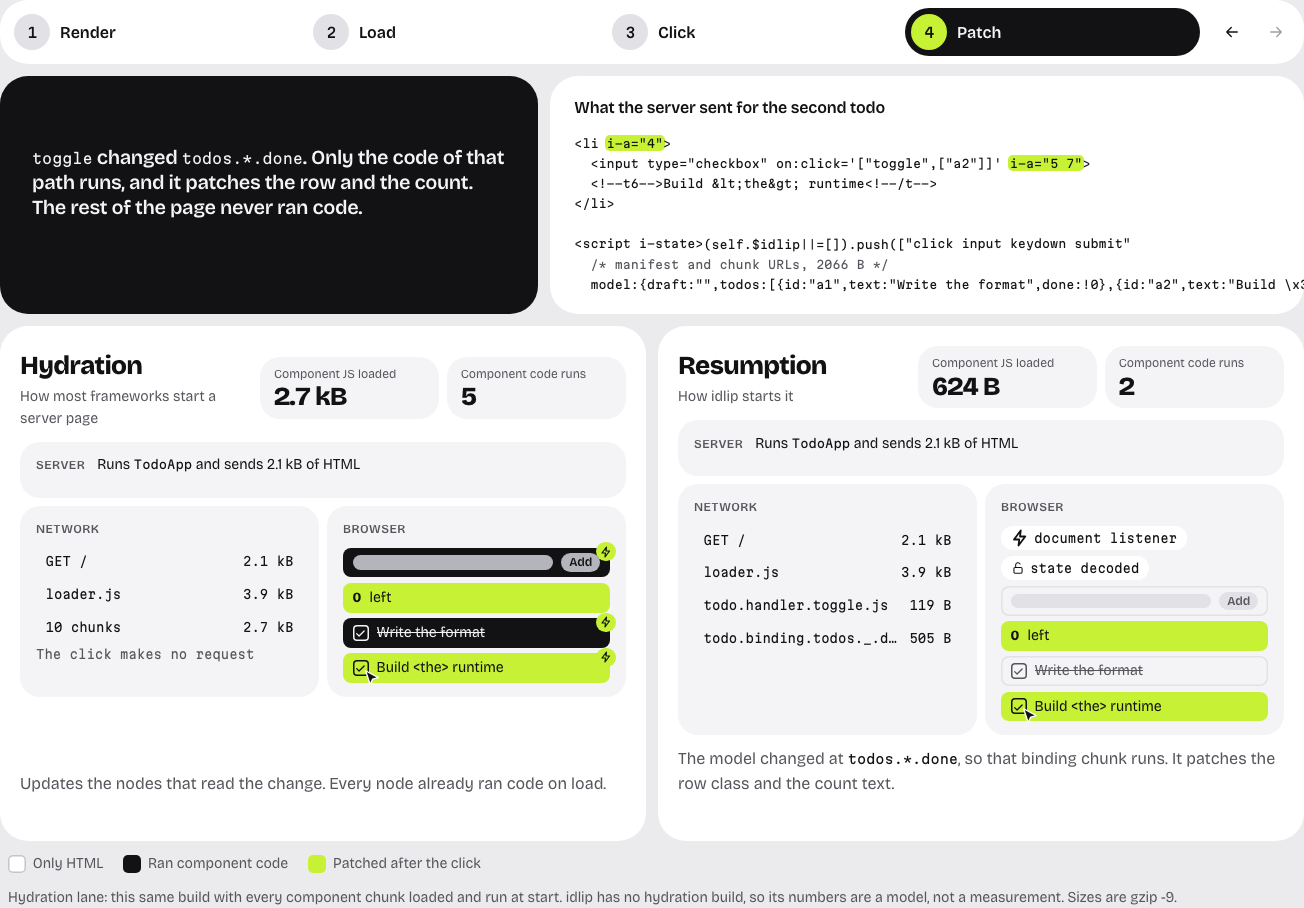 1 Render
2 Load
3 Click
4 Patch
← →
toggle changed todos.*.done. Only the code of that
path runs, and it patches the row and the count.
The rest of the page never ran code.
What the server sent for the second todo
<li i-a="4">
<input type="checkbox" on:click='["toggle",["a2"]]' i-a="5 7">
<!--t6-->Build &lt;the&gt; runtime<!--/t-->
</li>
<script i-state>(self.$idlip||=[]).push(["click input keydown submit"
/* manifest and chunk URLs, 2066 B */
model:{draft:"",todos:[{id:"a1",text:"Write the format",done:!0},{id:"a2",text:"Build \x3
Hydration
How most frameworks start a
server page
Component JS loaded
2.7 kB
Component code runs
5
SERVER Runs TodoApp and sends 2.1 kB of HTML
NETWORK
GET / 2.1 kB
loader.js 3.9 kB
10 chunks 2.7 kB
The click makes no request
BROWSER
Add
0 left
Write the format
Build <the> runtime
Updates the nodes that read the change. Every node already ran code on load.
Resumption
How idlip starts it
Component JS loaded
624 B
Component code runs
2
SERVER Runs TodoApp and sends 2.1 kB of HTML
NETWORK
GET / 2.1 kB
loader.js 3.9 kB
todo.handler.toggle.js 119 B
todo.binding.todos._.d… 505 B
BROWSER
document listener
state decoded
Add
0 left
Write the format
Build <the> runtime
The model changed at todos.*.done, so that binding chunk runs. It patches the
row class and the count text.
Only HTML Ran component code Patched after the click
Hydration lane: this same build with every component chunk loaded and run at start. idlip has no hydration build, so its numbers are a model, not a measurement. Sizes are gzip -9.